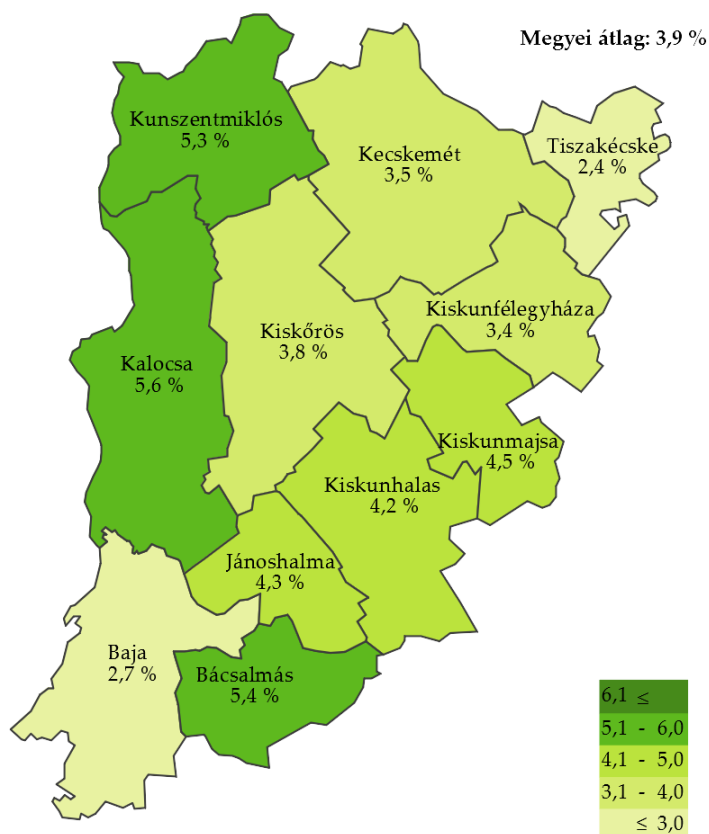 Megyei átlag: 3,9 %
Kunszentmiklós
5,3 %
Kecskemét
3,5 %
Tiszakécske
2,4 %
Kiskunfélegyháza
3,4 %
Kiskőrös
3,8 %
Kalocsa
5,6 %
Kiskunmajsa
4,5 %
Kiskunhalas
4,2 %
Jánoshalma
4,3 %
Baja
2,7 %
Bácsalmás
5,4 %
6,1 ≤
5,1 - 6,0
4,1 - 5,0
3,1 - 4,0
≤ 3,0